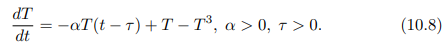 dT/dt = −αT(t − τ) + T − T³, α > 0, τ > 0. (10.8)